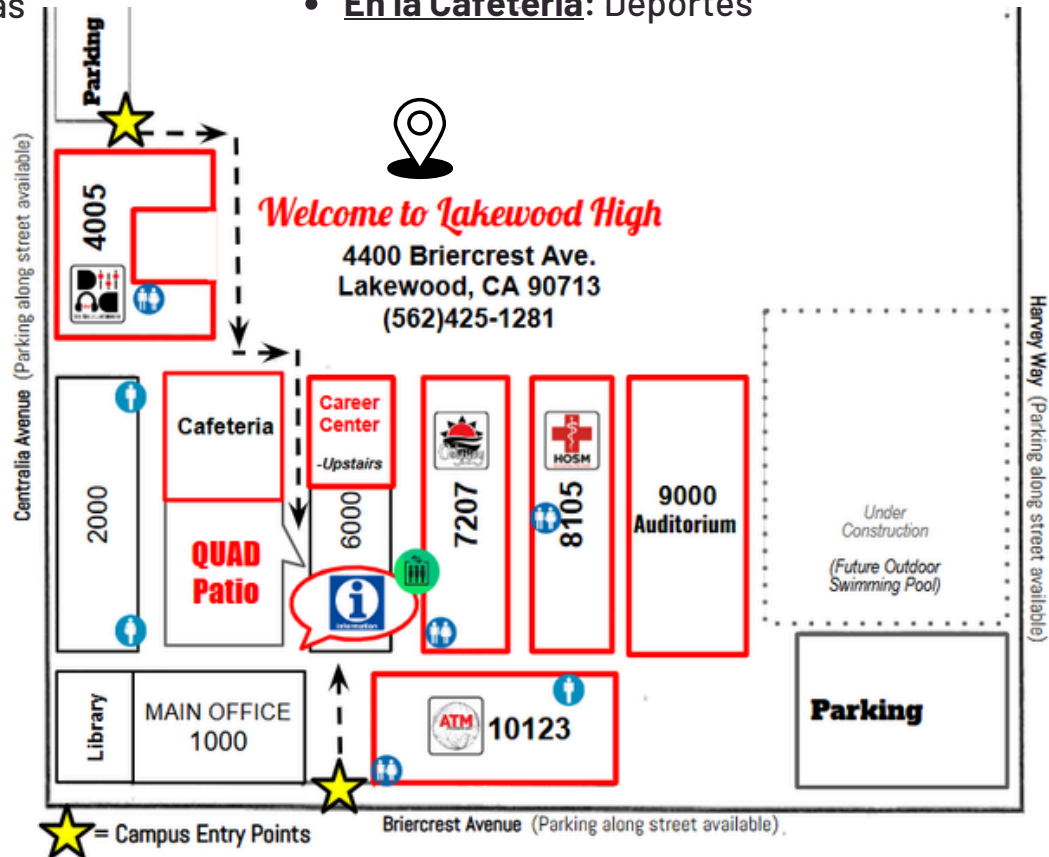 as
• En la Cafetería: Deportes
Parking
Welcome to Lakewood High
4400 Briercrest Ave.
Lakewood, CA 90713
(562)425-1281
Centralia Avenue (Parking along street available)
4005
Harvey Way (Parking along street available)
2000
Cafeteria
Career
Center
-Upstairs
6000
7207
HOSM
8105
9000
Auditorium
Under
Construction
(Future Outdoor
Swimming Pool)
QUAD
Patio
i
information
Library
MAIN OFFICE
1000
ATM
10123
Parking
= Campus Entry Points
Briercrest Avenue (Parking along street available)